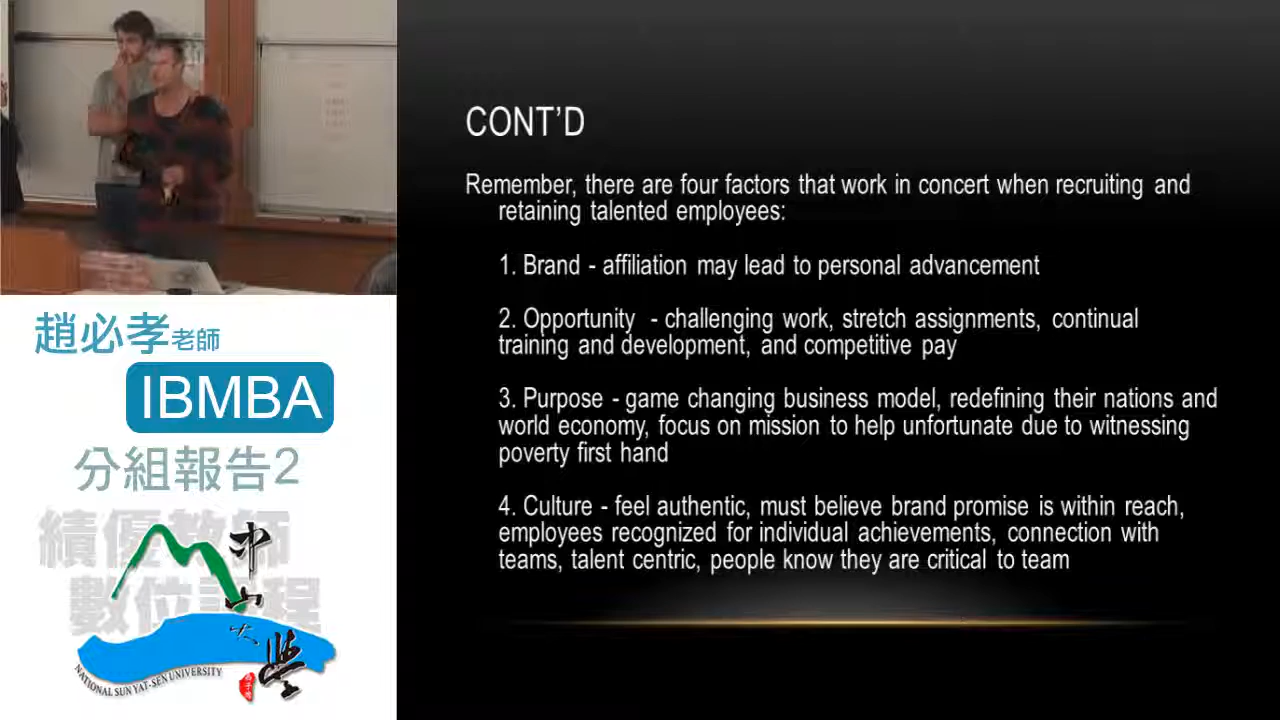 CONT'D
Remember, there are four factors that work in concert when recruiting and
retaining talented employees:
1. Brand - affiliation may lead to personal advancement
2. Opportunity - challenging work, stretch assignments, continual
training and development, and competitive pay
3. Purpose - game changing business model, redefining their nations and
world economy, focus on mission to help unfortunate due to witnessing
poverty first hand
4. Culture - feel authentic, must believe brand promise is within reach,
employees recognized for individual achievements, connection with
teams, talent centric, people know they are critical to team
趙必孝老師
IBMBA
分組報告2
績優教師
數位課程
中山大學
NATIONAL SUN YAT-SEN UNIVERSITY